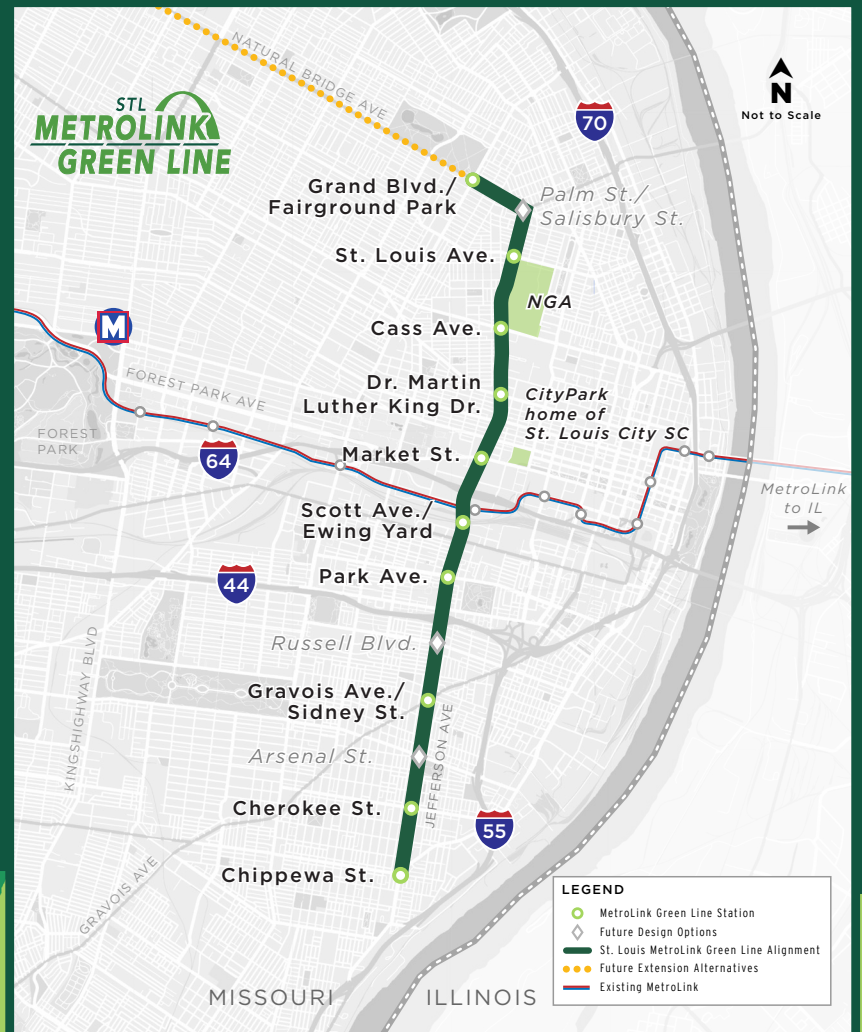 NATURAL BRIDGE AVE
STL
METROLINK
GREEN LINE
70
N
Not to Scale
Grand Blvd./
Fairground Park
Palm St./
Salisbury St.
St. Louis Ave.
NGA
M
Cass Ave.
FOREST PARK AVE
Dr. Martin
Luther King Dr.
CityPark
home of
St. Louis City SC
FOREST
PARK
64
Market St.
MetroLink
to IL
Scott Ave./
Ewing Yard
44
Park Ave.
Russell Blvd.
KINGSHIGHWAY BLVD
Gravois Ave./
Sidney St.
JEFFERSON AVE
Arsenal St.
Cherokee St.
55
Chippewa St.
GRAVOIS AVE
LEGEND
MetroLink Green Line Station
Future Design Options
St. Louis MetroLink Green Line Alignment
Future Extension Alternatives
Existing MetroLink
MISSOURI
ILLINOIS